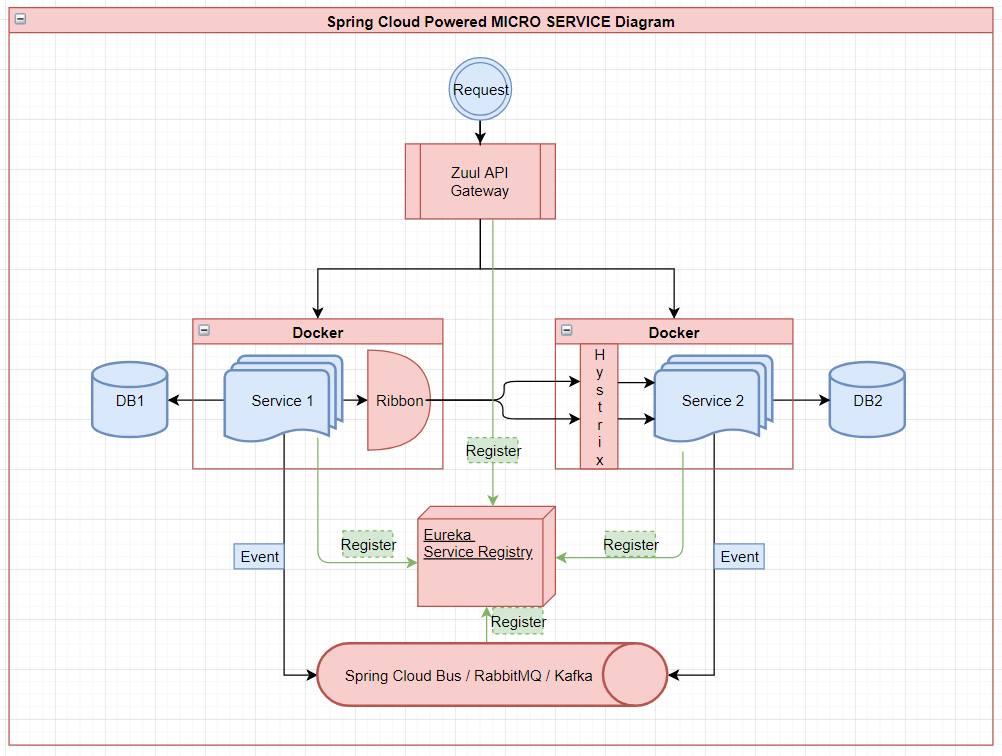 Spring Cloud Powered MICRO SERVICE Diagram
Request
Zuul API
Gateway
Docker
Docker
DB1
Service 1
Ribbon
Hystrix
Service 2
DB2
Register
Eureka
Service Registry
Register
Register
Event
Event
Register
Spring Cloud Bus / RabbitMQ / Kafka